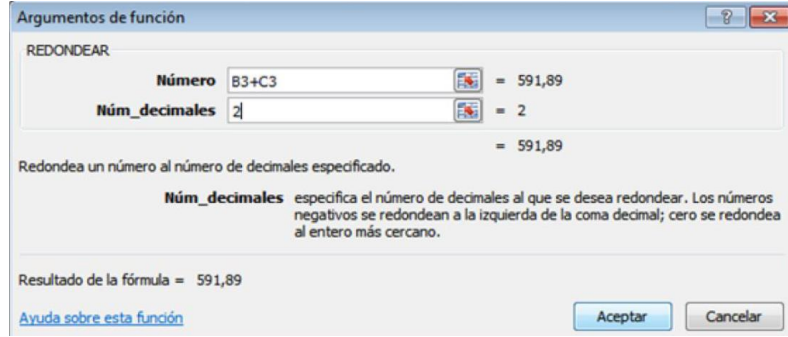 Argumentos de función
REDONDEAR
Número B3+C3 = 591,89
Núm_decimales 2 = 2
= 591,89
Redondea un número al número de decimales especificado.
Núm_decimales especifica el número de decimales al que se desea redondear. Los números
negativos se redondean a la izquierda de la coma decimal; cero se redondea
al entero más cercano.
Resultado de la fórmula = 591,89
Ayuda sobre esta función
Aceptar Cancelar